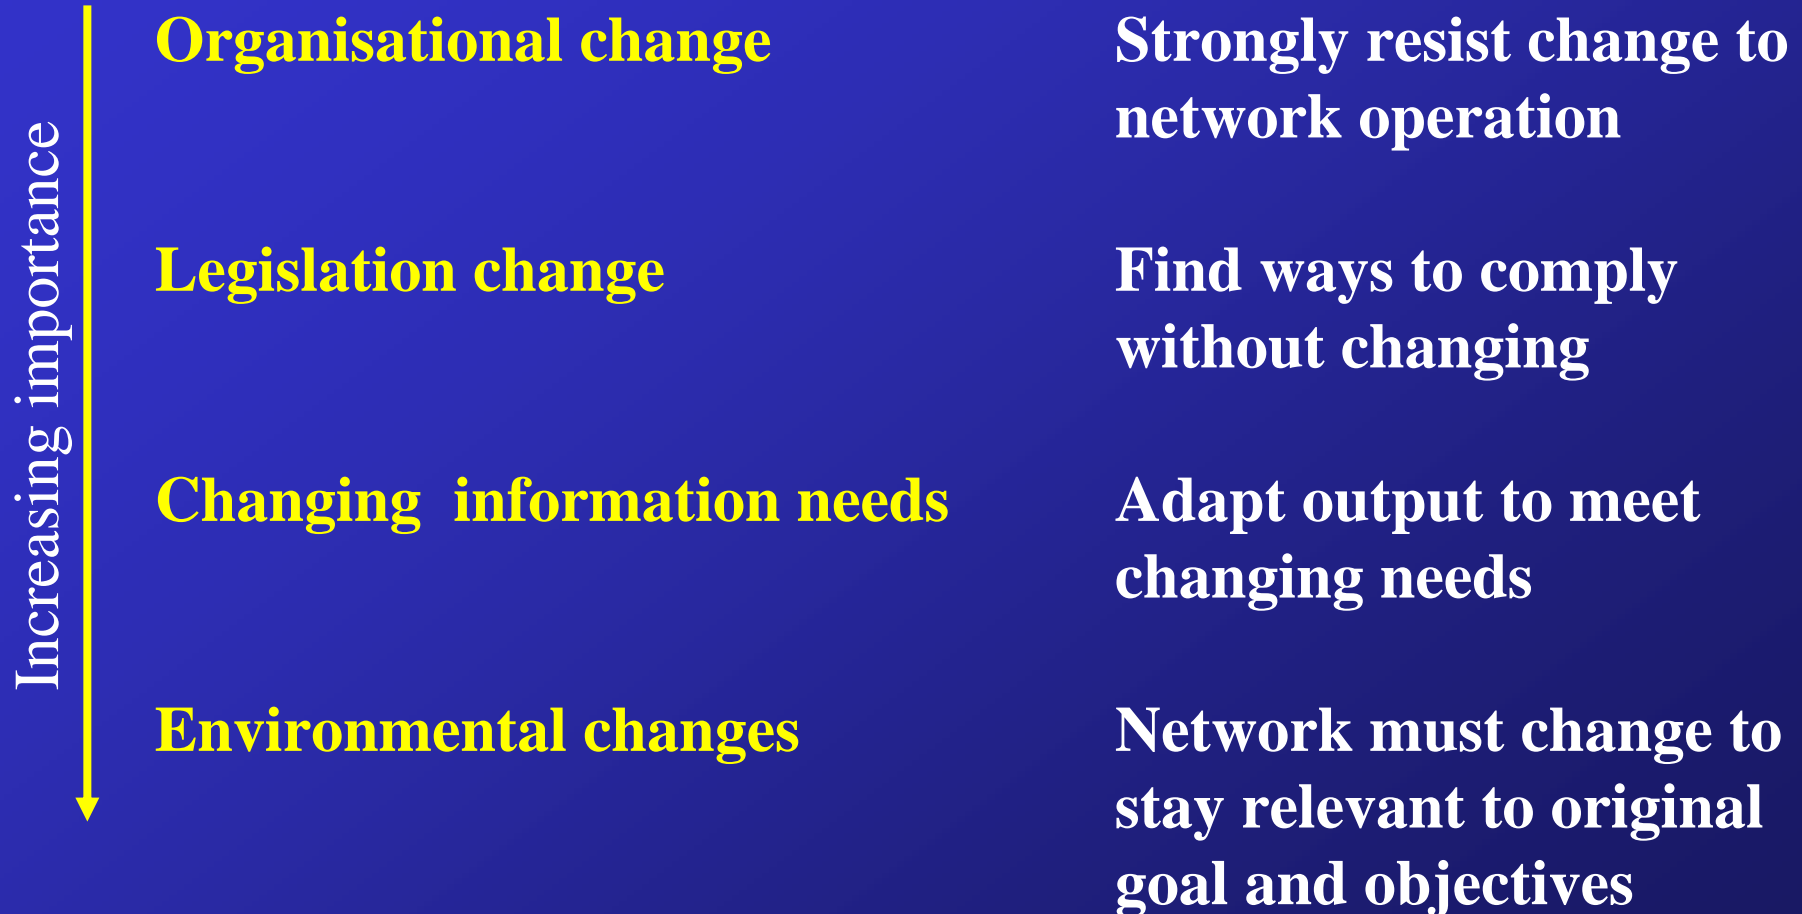 Increasing importance
Organisational change
Strongly resist change to
network operation
Legislation change
Find ways to comply
without changing
Changing  information needs
Adapt output to meet
changing needs
Environmental changes
Network must change to
stay relevant to original
goal and objectives